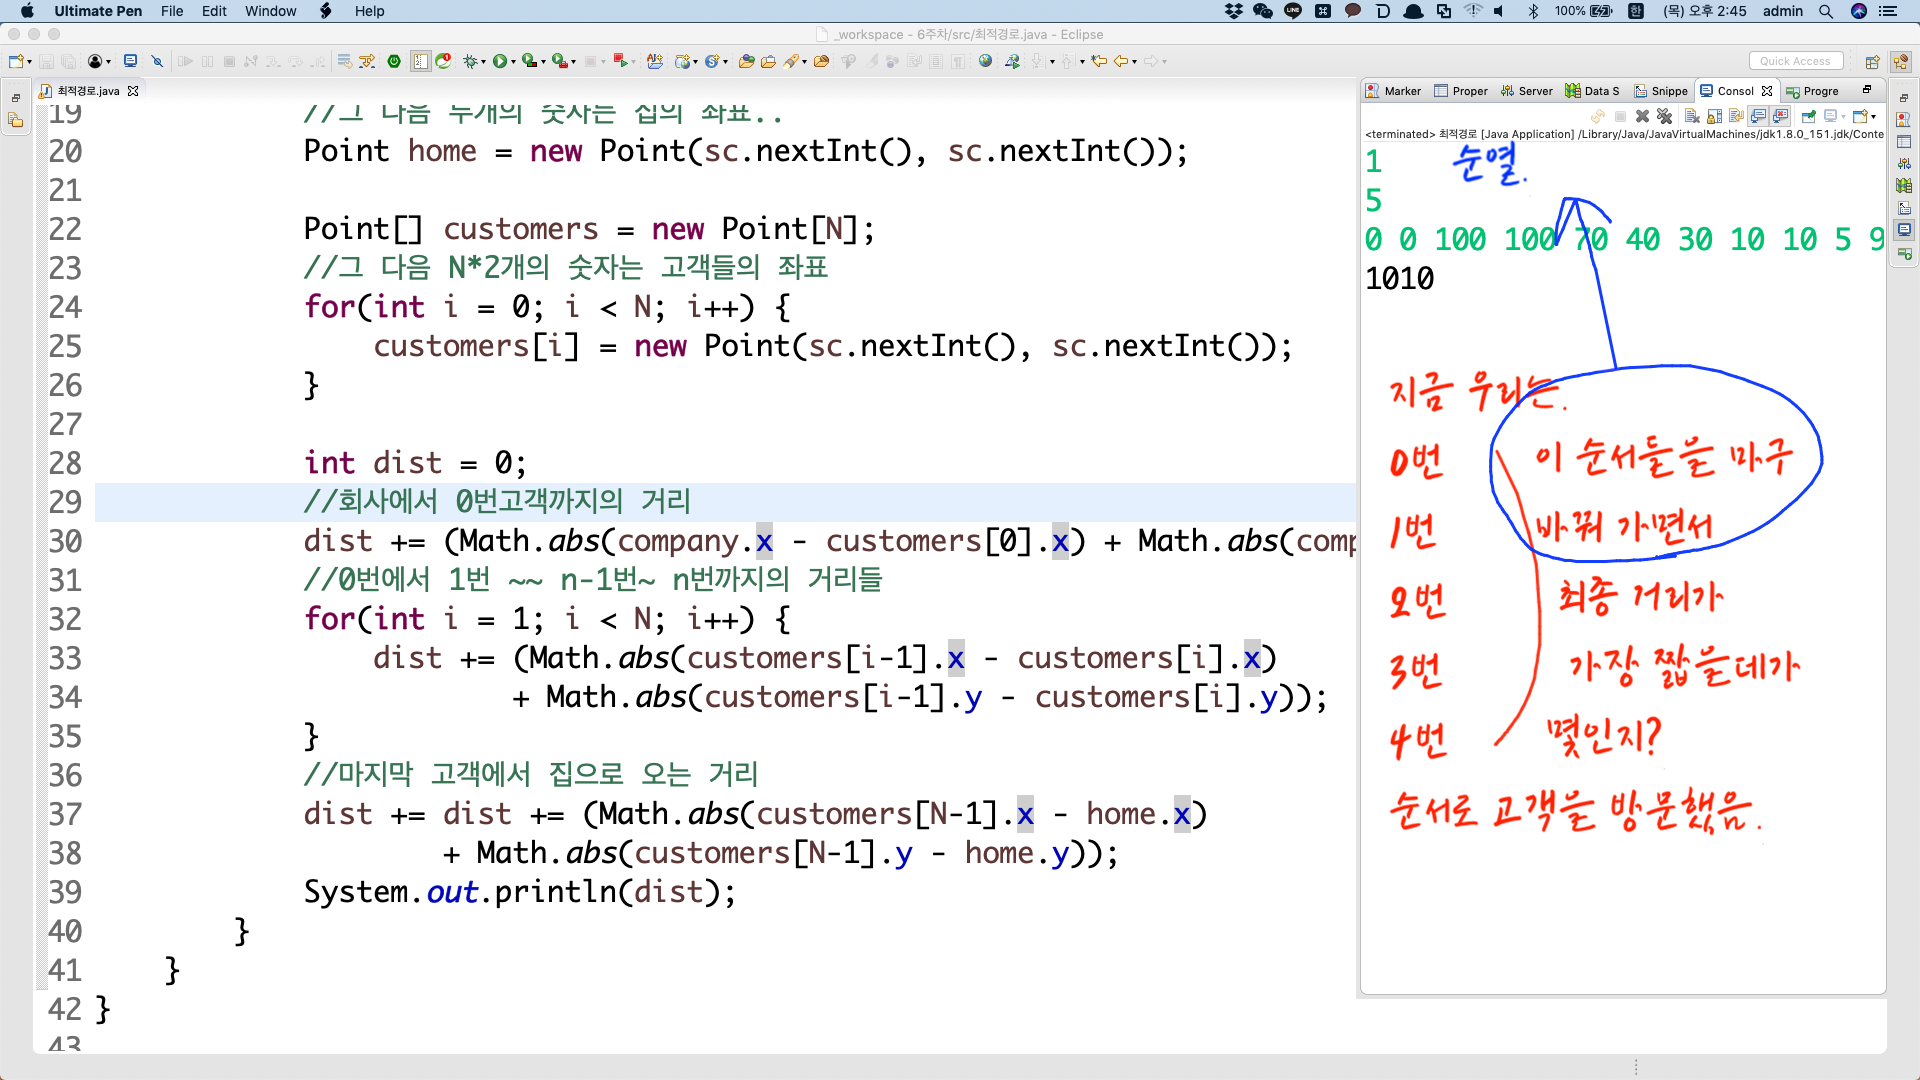 Ultimate Pen File Edit Window Help 100% 한 (목) 오후 2:45 admin
_workspace - 6주차/src/최적경로.java - Eclipse
Quick Access
최적경로.java
19 //그 다음 두개의 숫자는 집의 좌표..
20 Point home = new Point(sc.nextInt(), sc.nextInt());
21
22 Point[] customers = new Point[N];
23 //그 다음 N*2개의 숫자는 고객들의 좌표
24 for(int i = 0; i < N; i++) {
25 customers[i] = new Point(sc.nextInt(), sc.nextInt());
26 }
27
28 int dist = 0;
29 //회사에서 0번고객까지의 거리
30 dist += (Math.abs(company.x - customers[0].x) + Math.abs(comp
31 //0번에서 1번 ~~ n-1번~ n번까지의 거리들
32 for(int i = 1; i < N; i++) {
33 dist += (Math.abs(customers[i-1].x - customers[i].x)
34 + Math.abs(customers[i-1].y - customers[i].y));
35 }
36 //마지막 고객에서 집으로 오는 거리
37 dist += dist += (Math.abs(customers[N-1].x - home.x)
38 + Math.abs(customers[N-1].y - home.y));
39 System.out.println(dist);
40 }
41 }
42 }
43
Marker Proper Server Data S Snippe Consol Progre
<terminated> 최적경로 [Java Application] /Library/Java/JavaVirtualMachines/jdk1.8.0_151.jdk/Conte
1
순열.
5
0 0 100 100 70 40 30 10 10 5 9
1010
지금 우리는.
0번 이 순서들을 마구
1번 바꿔 가면서
2번 최종 거리가
3번 가장 짧을데가
4번 몇인지?
순서로 고객을 방문했음.